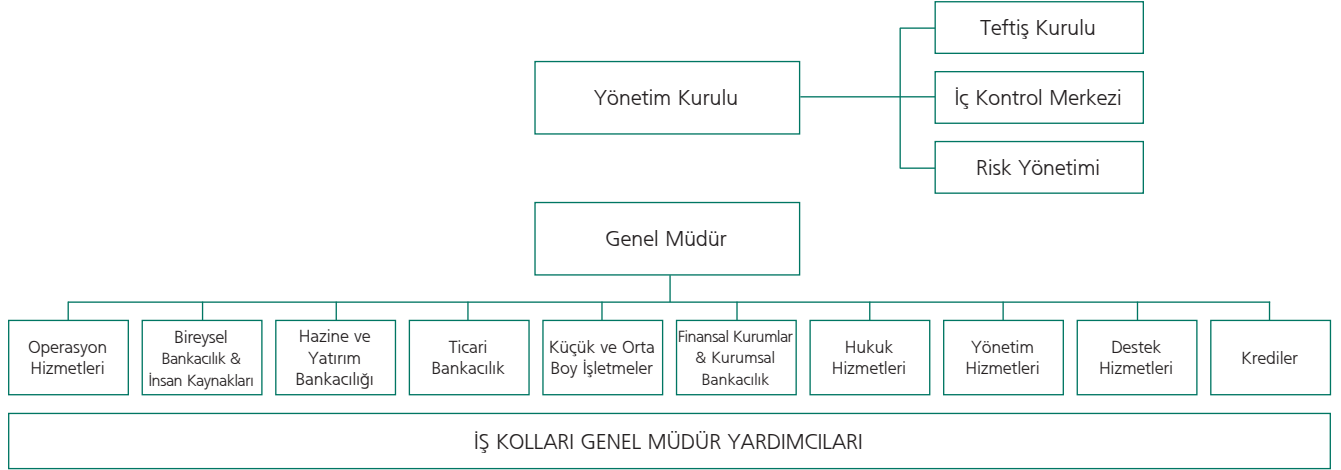 Teftiş Kurulu
Yönetim Kurulu
İç Kontrol Merkezi
Risk Yönetimi
Genel Müdür
Operasyon
Hizmetleri
Bireysel
Bankacılık &
İnsan Kaynakları
Hazine ve
Yatırım
Bankacılığı
Ticari
Bankacılık
Küçük ve Orta
Boy İşletmeler
Finansal Kurumlar
& Kurumsal
Bankacılık
Hukuk
Hizmetleri
Yönetim
Hizmetleri
Destek
Hizmetleri
Krediler
İŞ KOLLARI GENEL MÜDÜR YARDIMCILARI